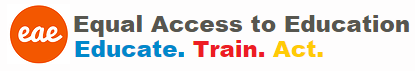 eae
Equal Access to Education
Educate. Train. Act.